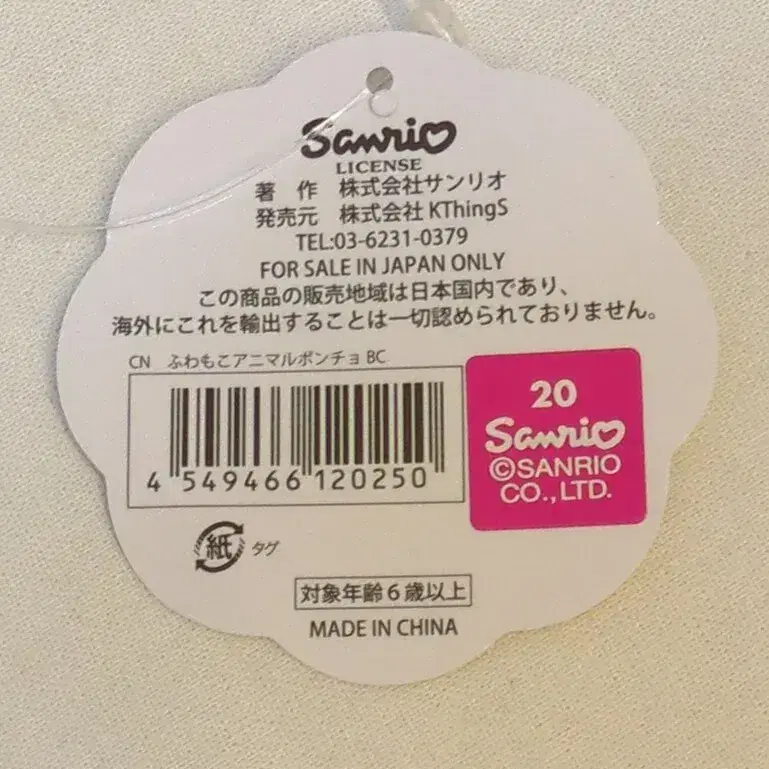 Sanrio
LICENSE
著　作　株式会社サンリオ
発売元　株式会社 KThingS
TEL:03-6231-0379
FOR SALE IN JAPAN ONLY
この商品の販売地域は日本国内であり、
海外にこれを輸出することは一切認められておりません。
CN　ふわもこアニマルポンチョ BC
4 549466 120250
20
Sanrio
©SANRIO
CO.,LTD.
紙 タグ
対象年齢6歳以上
MADE IN CHINA